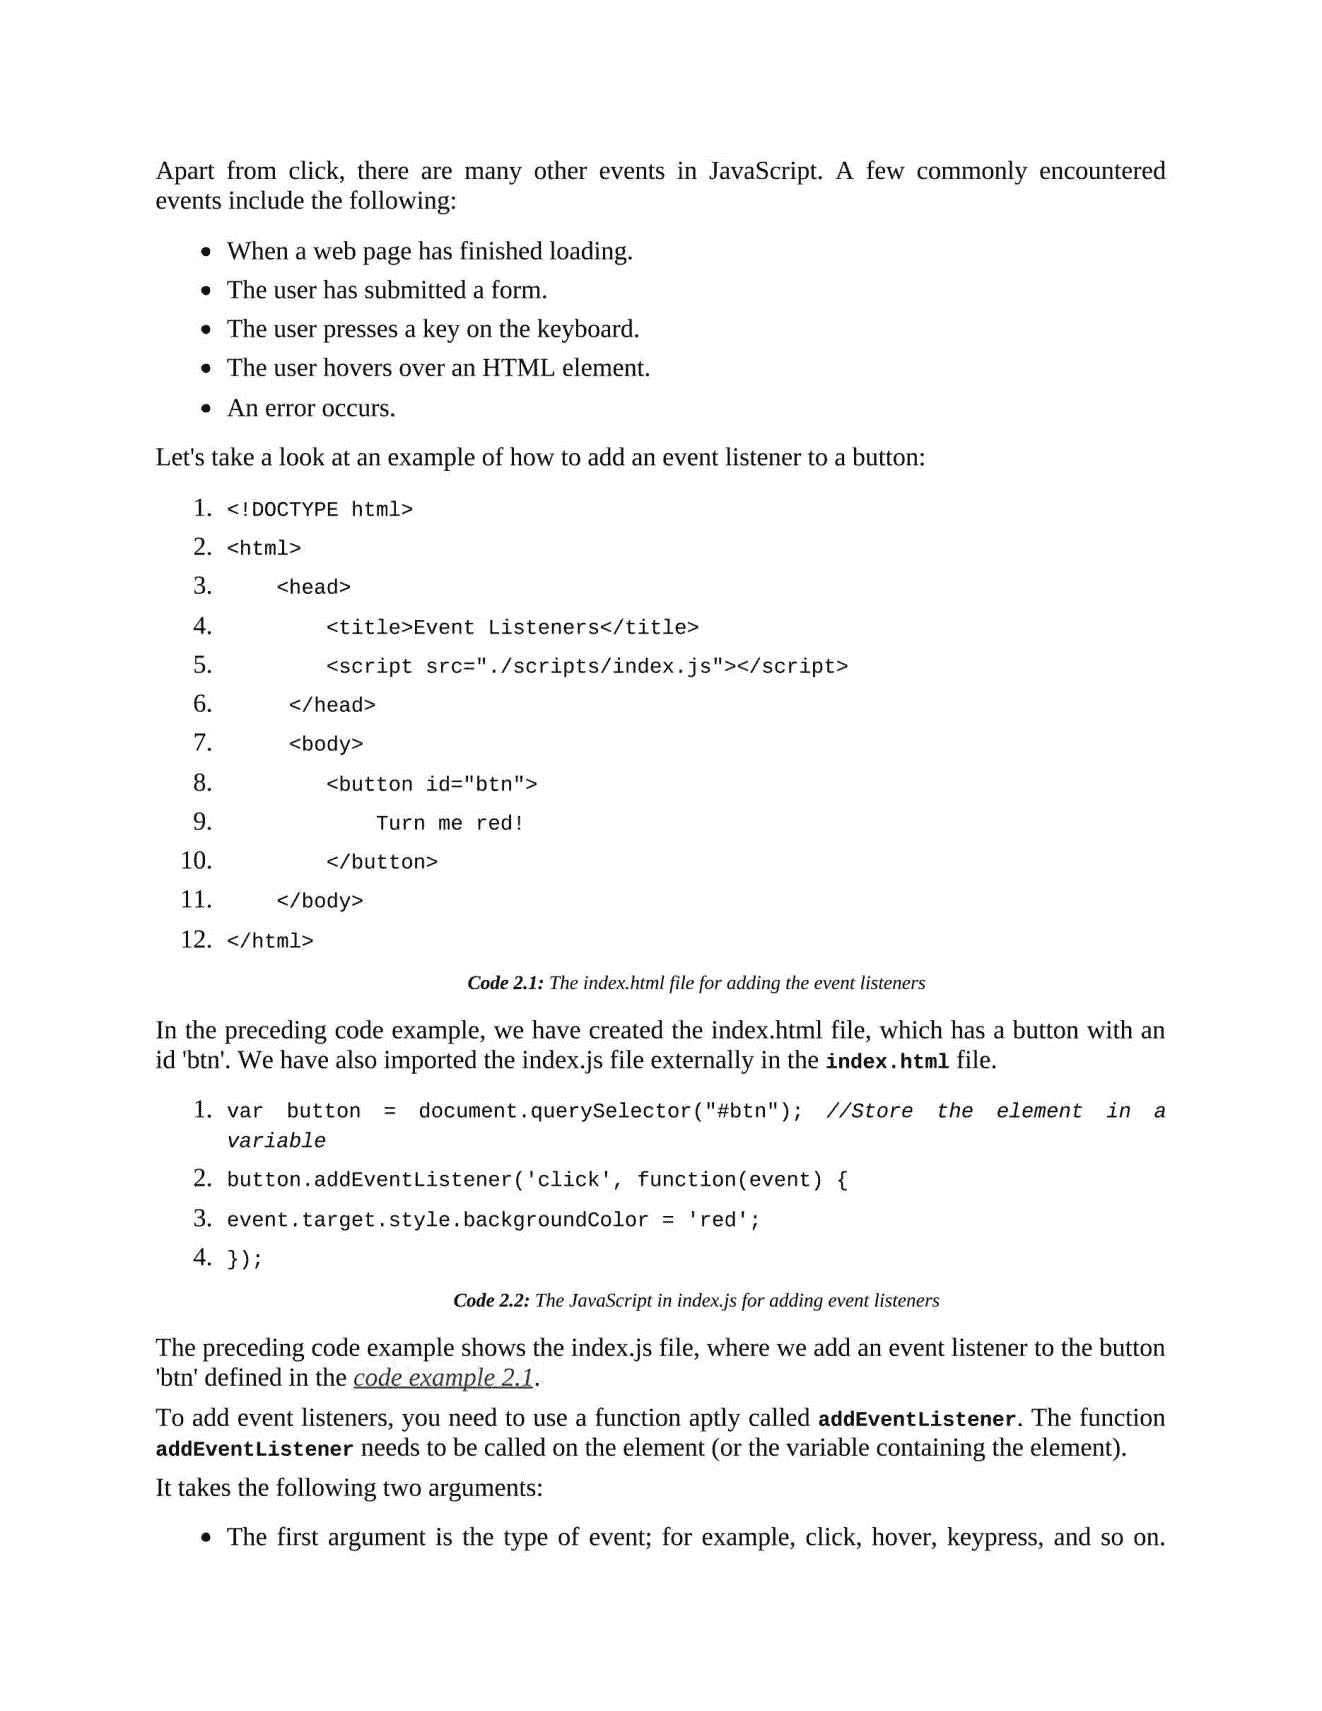 Apart from click, there are many other events in JavaScript. A few commonly encountered
events include the following:
• When a web page has finished loading.
• The user has submitted a form.
• The user presses a key on the keyboard.
• The user hovers over an HTML element.
• An error occurs.
Let's take a look at an example of how to add an event listener to a button:
1. <!DOCTYPE html>
2. <html>
3.     <head>
4.         <title>Event Listeners</title>
5.         <script src="./scripts/index.js"></script>
6.      </head>
7.      <body>
8.         <button id="btn">
9.             Turn me red!
10.         </button>
11.     </body>
12. </html>
Code 2.1: The index.html file for adding the event listeners
In the preceding code example, we have created the index.html file, which has a button with an
id 'btn'. We have also imported the index.js file externally in the index.html file.
1. var button = document.querySelector("#btn"); //Store the element in a
variable
2. button.addEventListener('click', function(event) {
3. event.target.style.backgroundColor = 'red';
4. });
Code 2.2: The JavaScript in index.js for adding event listeners
The preceding code example shows the index.js file, where we add an event listener to the button
'btn' defined in the code example 2.1.
To add event listeners, you need to use a function aptly called addEventListener. The function
addEventListener needs to be called on the element (or the variable containing the element).
It takes the following two arguments:
• The first argument is the type of event; for example, click, hover, keypress, and so on.